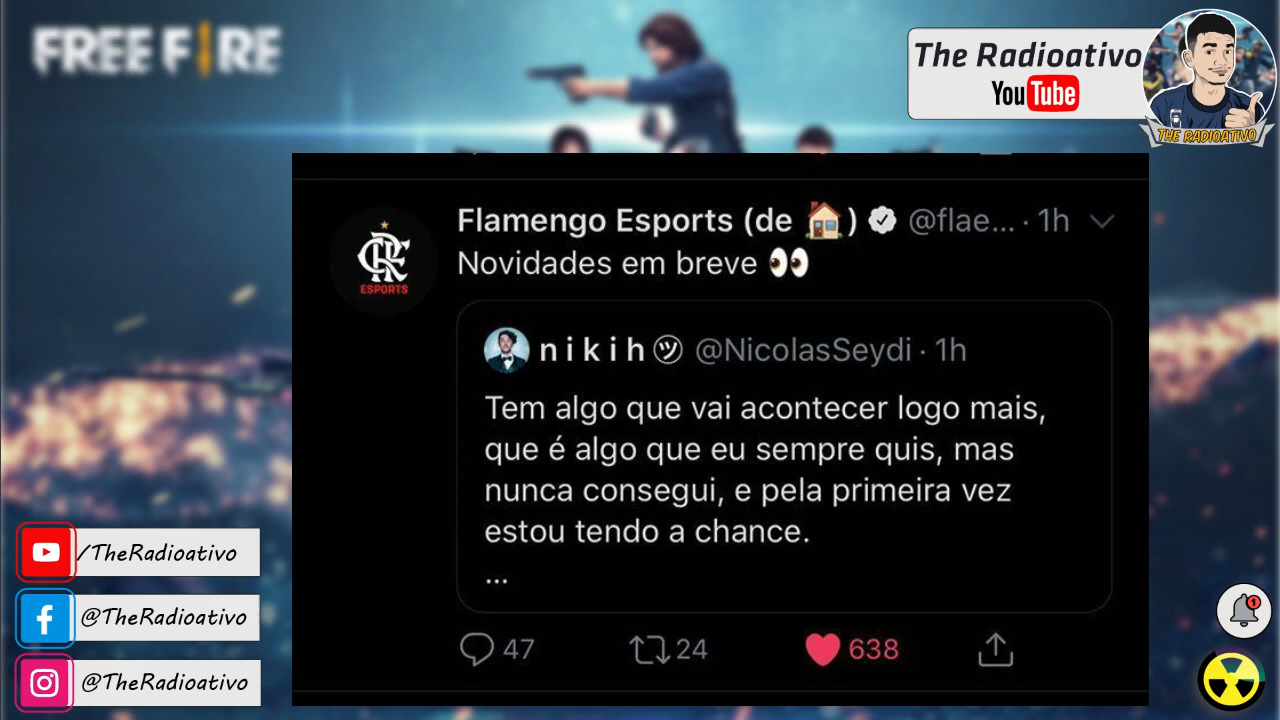 FREE FIRE
The Radioativo
YouTube
THE RADIOATIVO
Flamengo Esports (de 🏠) @flae... · 1h
Novidades em breve 👀
ESPORTS
n i k i h ツ @NicolasSeydi · 1h
Tem algo que vai acontecer logo mais,
que é algo que eu sempre quis, mas
nunca consegui, e pela primeira vez
estou tendo a chance.
...
47 24 638
/TheRadioativo
@TheRadioativo
@TheRadioativo
1